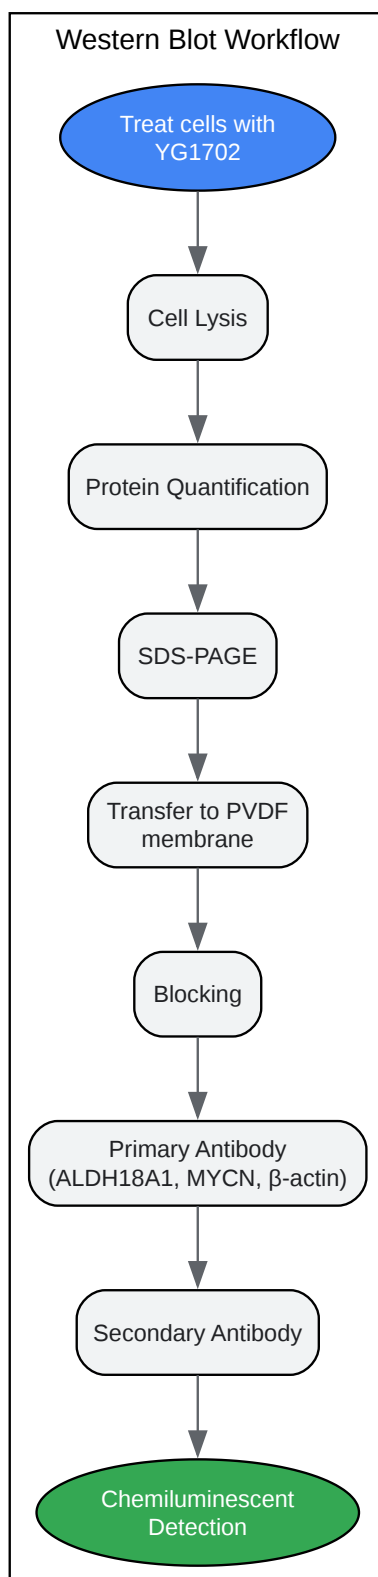 Western Blot Workflow
Treat cells with
YG1702
Cell Lysis
Protein Quantification
SDS-PAGE
Transfer to PVDF
membrane
Blocking
Primary Antibody
(ALDH18A1, MYCN, β-actin)
Secondary Antibody
Chemiluminescent
Detection